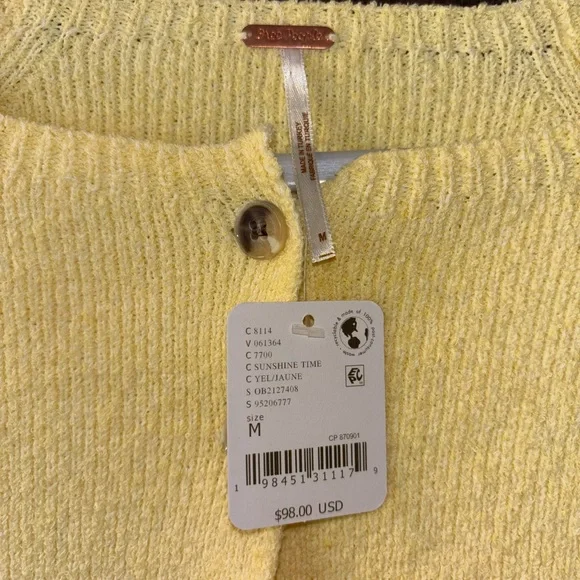 Free People
MADE IN TURKEY
FABRIQUE EN TURQUIE
M
C 8114
V 061364
C 7700
C SUNSHINE TIME
C YEL/JAUNE
S OB2127408
S 95206777
size
M
CP 870901
1 98451 31117 9
$98.00 USD